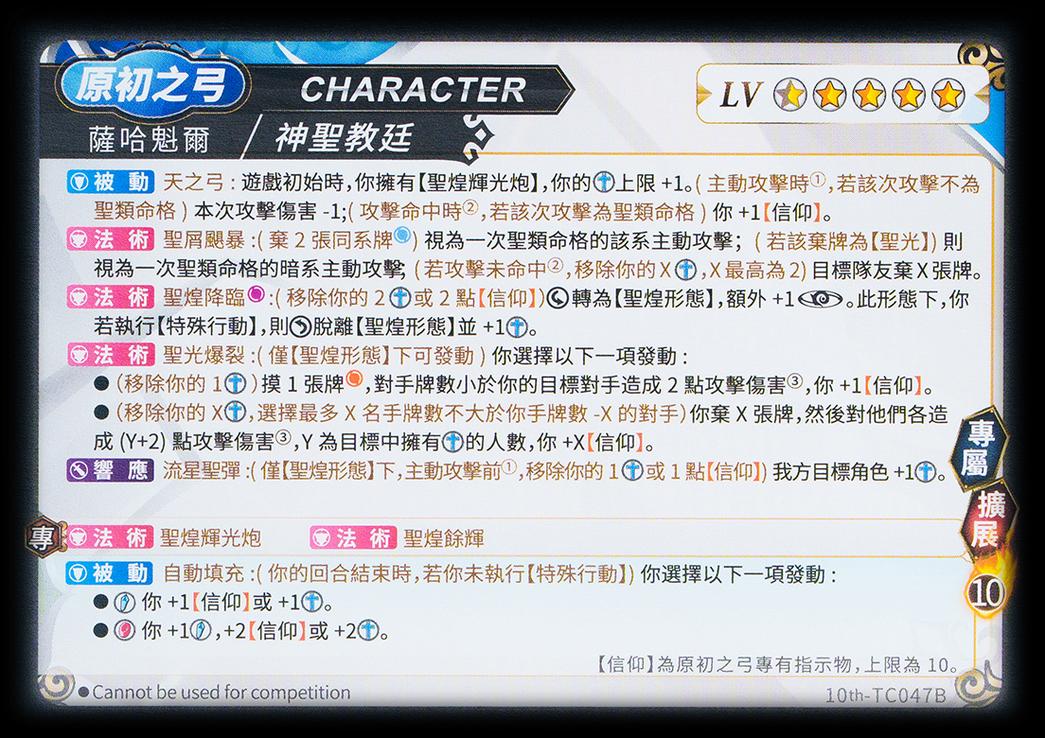 原初之弓 CHARACTER LV
薩哈魁爾 / 神聖教廷
被動 天之弓:遊戲初始時,你擁有【聖煌輝光炮】,你的上限 +1。(主動攻擊時①,若該次攻擊不為
聖類命格)本次攻擊傷害 -1;(攻擊命中時②,若該次攻擊為聖類命格)你 +1【信仰】。
法術 聖屑颶暴:(棄 2 張同系牌)視為一次聖類命格的該系主動攻擊;(若該棄牌為【聖光】)則
視為一次聖類命格的暗系主動攻擊;(若攻擊未命中②,移除你的 X,X 最高為 2)目標隊友棄 X 張牌。
法術 聖煌降臨:(移除你的 2或 2 點【信仰】)轉為【聖煌形態】,額外 +1。此形態下,你
若執行【特殊行動】,則脫離【聖煌形態】並 +1。
法術 聖光爆裂:(僅【聖煌形態】下可發動)你選擇以下一項發動:
●(移除你的 1)摸 1 張牌,對手牌數小於你的目標對手造成 2 點攻擊傷害③,你 +1【信仰】。
●(移除你的 X,選擇最多 X 名手牌數不大於你手牌數 -X 的對手)你棄 X 張牌,然後對他們各造
成 (Y+2) 點攻擊傷害③,Y 為目標中擁有的人數,你 +X【信仰】。
響應 流星聖彈:(僅【聖煌形態】下,主動攻擊前①,移除你的 1或 1 點【信仰】)我方目標角色 +1。
專屬
擴展
10
專 法術 聖煌輝光炮 法術 聖煌餘輝
被動 自動填充:(你的回合結束時,若你未執行【特殊行動】)你選擇以下一項發動:
● 你 +1【信仰】或 +1。
● 你 +1,+2【信仰】或 +2。
【信仰】為原初之弓專有指示物,上限為 10。
●Cannot be used for competition 10th-TC047B